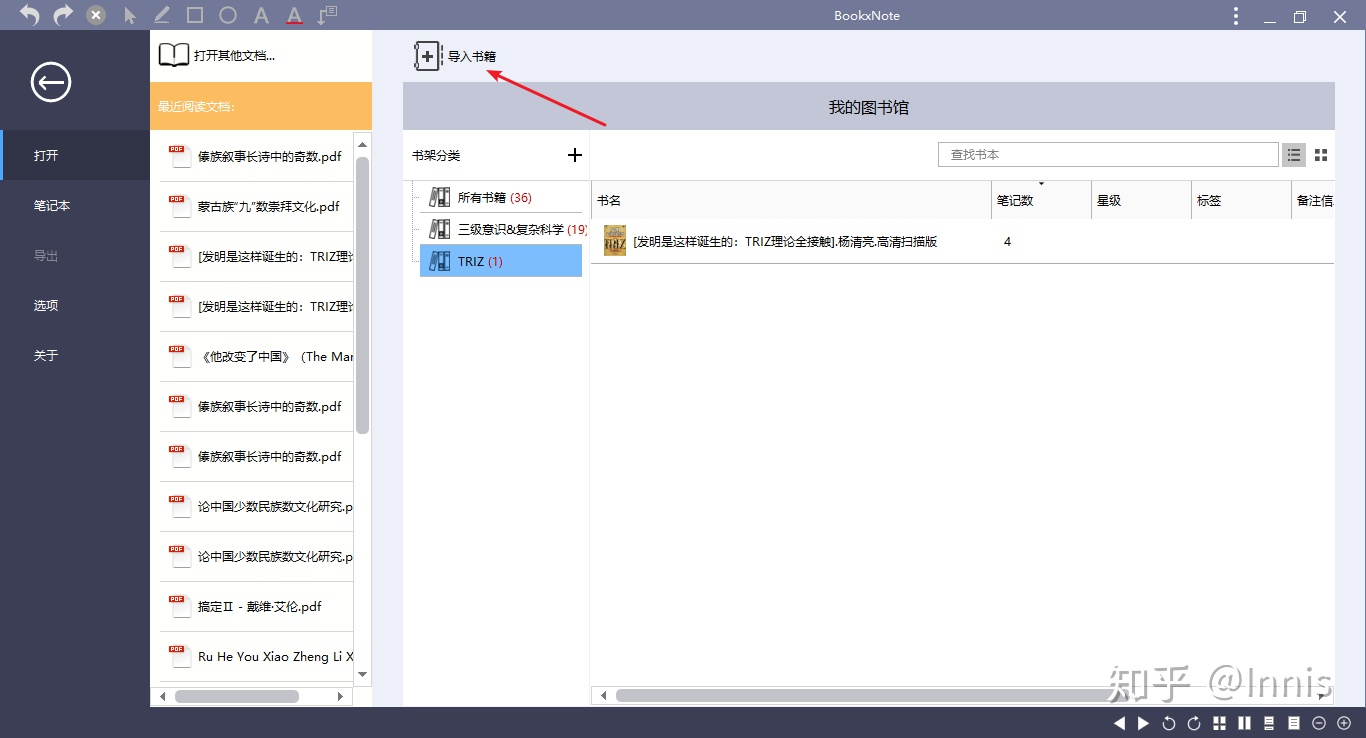 BookxNote
打开其他文档...
导入书籍
最近阅读文档:
我的图书馆
打开
笔记本
导出
选项
关于
傣族叙事长诗中的奇数.pdf
蒙古族“九”数崇拜文化.pdf
[发明是这样诞生的：TRIZ理论
[发明是这样诞生的：TRIZ理论
《他改变了中国》（The Mar
傣族叙事长诗中的奇数.pdf
傣族叙事长诗中的奇数.pdf
论中国少数民族数文化研究.p
论中国少数民族数文化研究.p
搞定Ⅱ - 戴维·艾伦.pdf
Ru He You Xiao Zheng Li X
书架分类
查找书本
所有书籍 (36)
三级意识&复杂科学 (19)
TRIZ (1)
书名 笔记数 星级 标签 备注信
[发明是这样诞生的：TRIZ理论全接触].杨清亮.高清扫描版 4
知乎 @Innis